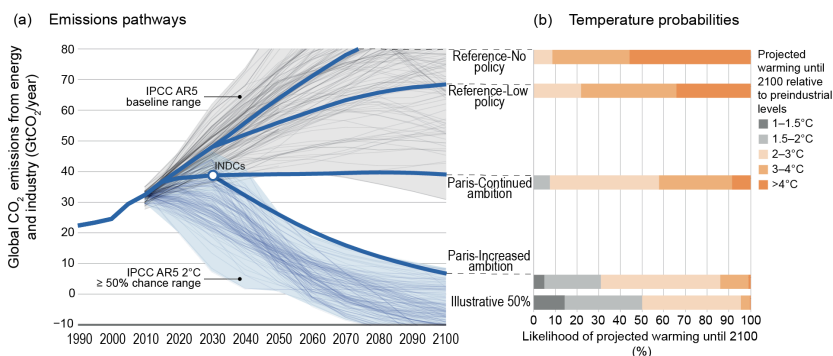 (a) Emissions pathways
Global CO2 emissions from energy
and industry (GtCO2/year)
80
70
60
50
40
30
20
10
0
−10
IPCC AR5
baseline range
INDCs
IPCC AR5 2°C
≥ 50% chance range
1990 2000 2010 2020 2030 2040 2050 2060 2070 2080 2090 2100
Reference-No
policy
Reference-Low
policy
Paris-Continued
ambition
Paris-Increased
ambition
Illustrative 50%
(b) Temperature probabilities
0 10 20 30 40 50 60 70 80 90 100
Likelihood of projected warming until 2100
(%)
Projected
warming until
2100 relative
to preindustrial
levels
1–1.5°C
1.5–2°C
2–3°C
3–4°C
>4°C